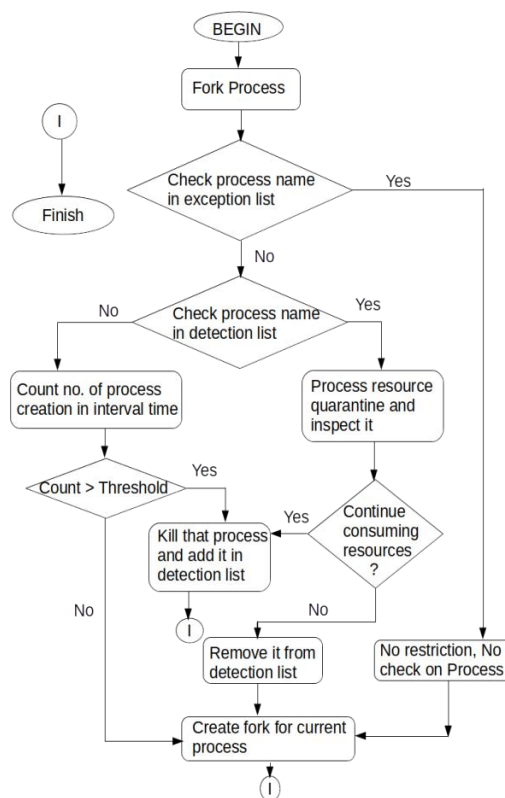 BEGIN
Fork Process
I
Finish
Check process name
in exception list
Yes
No
Check process name
in detection list
No
Yes
Count no. of process
creation in interval time
Process resource
quarantine and
inspect it
Count > Threshold
Yes
Yes
Continue
consuming
resources
?
Kill that process
and add it in
detection list
No
No
I
Remove it from
detection list
No restriction, No
check on Process
Create fork for current
process
I